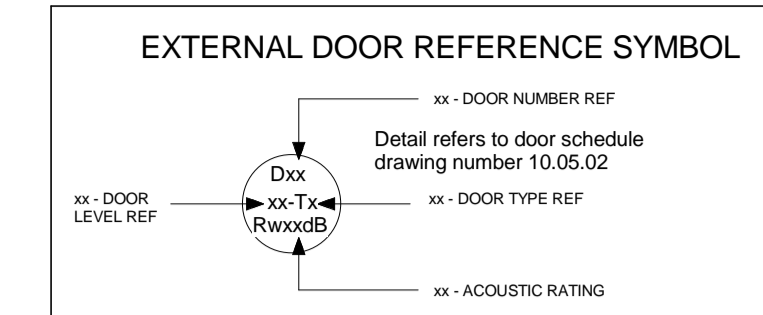 EXTERNAL DOOR REFERENCE SYMBOL
xx - DOOR NUMBER REF
Detail refers to door schedule
drawing number 10.05.02
Dxx
xx - DOOR
LEVEL REF
xx-Tx
xx - DOOR TYPE REF
RwxxdB
xx - ACOUSTIC RATING